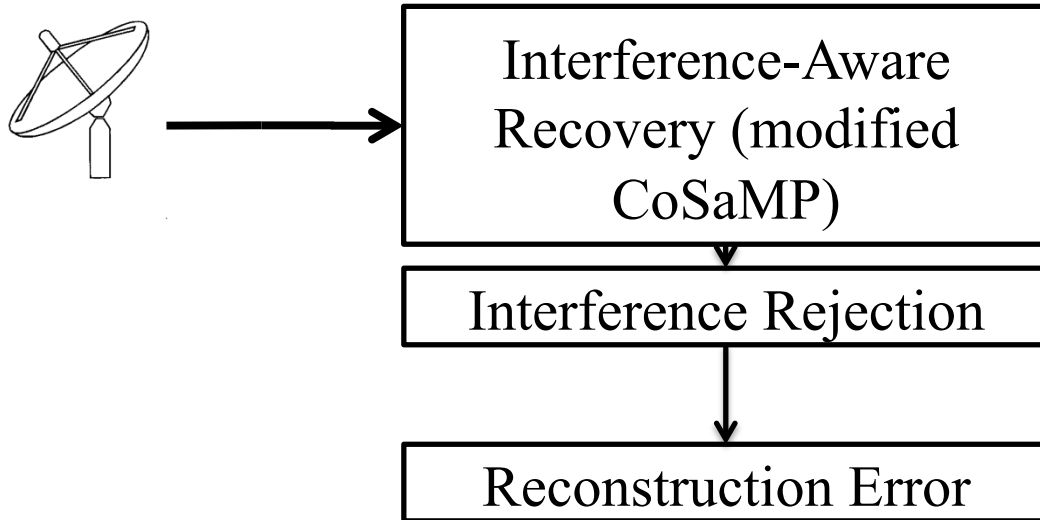 Interference-Aware
Recovery (modified
CoSaMP)
Interference Rejection
Reconstruction Error